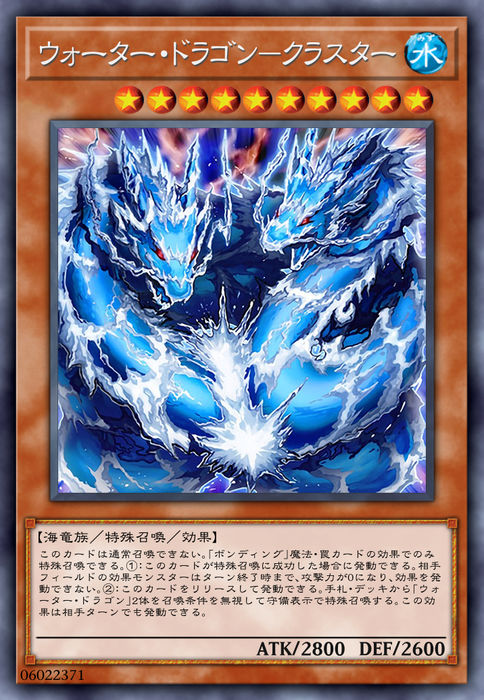 ウォーター・ドラゴン－クラスター
みず
水
【海竜族／特殊召喚／効果】
このカードは通常召喚できない。「ボンディング」魔法・罠カードの効果でのみ
特殊召喚できる。①：このカードが特殊召喚に成功した場合に発動できる。相手
フィールドの効果モンスターはターン終了時まで、攻撃力が0になり、効果を発
動できない。②：このカードをリリースして発動できる。手札・デッキから「ウォ
ーター・ドラゴン」2体を召喚条件を無視して守備表示で特殊召喚する。この効
果は相手ターンでも発動できる。
ATK/2800 DEF/2600
06022371